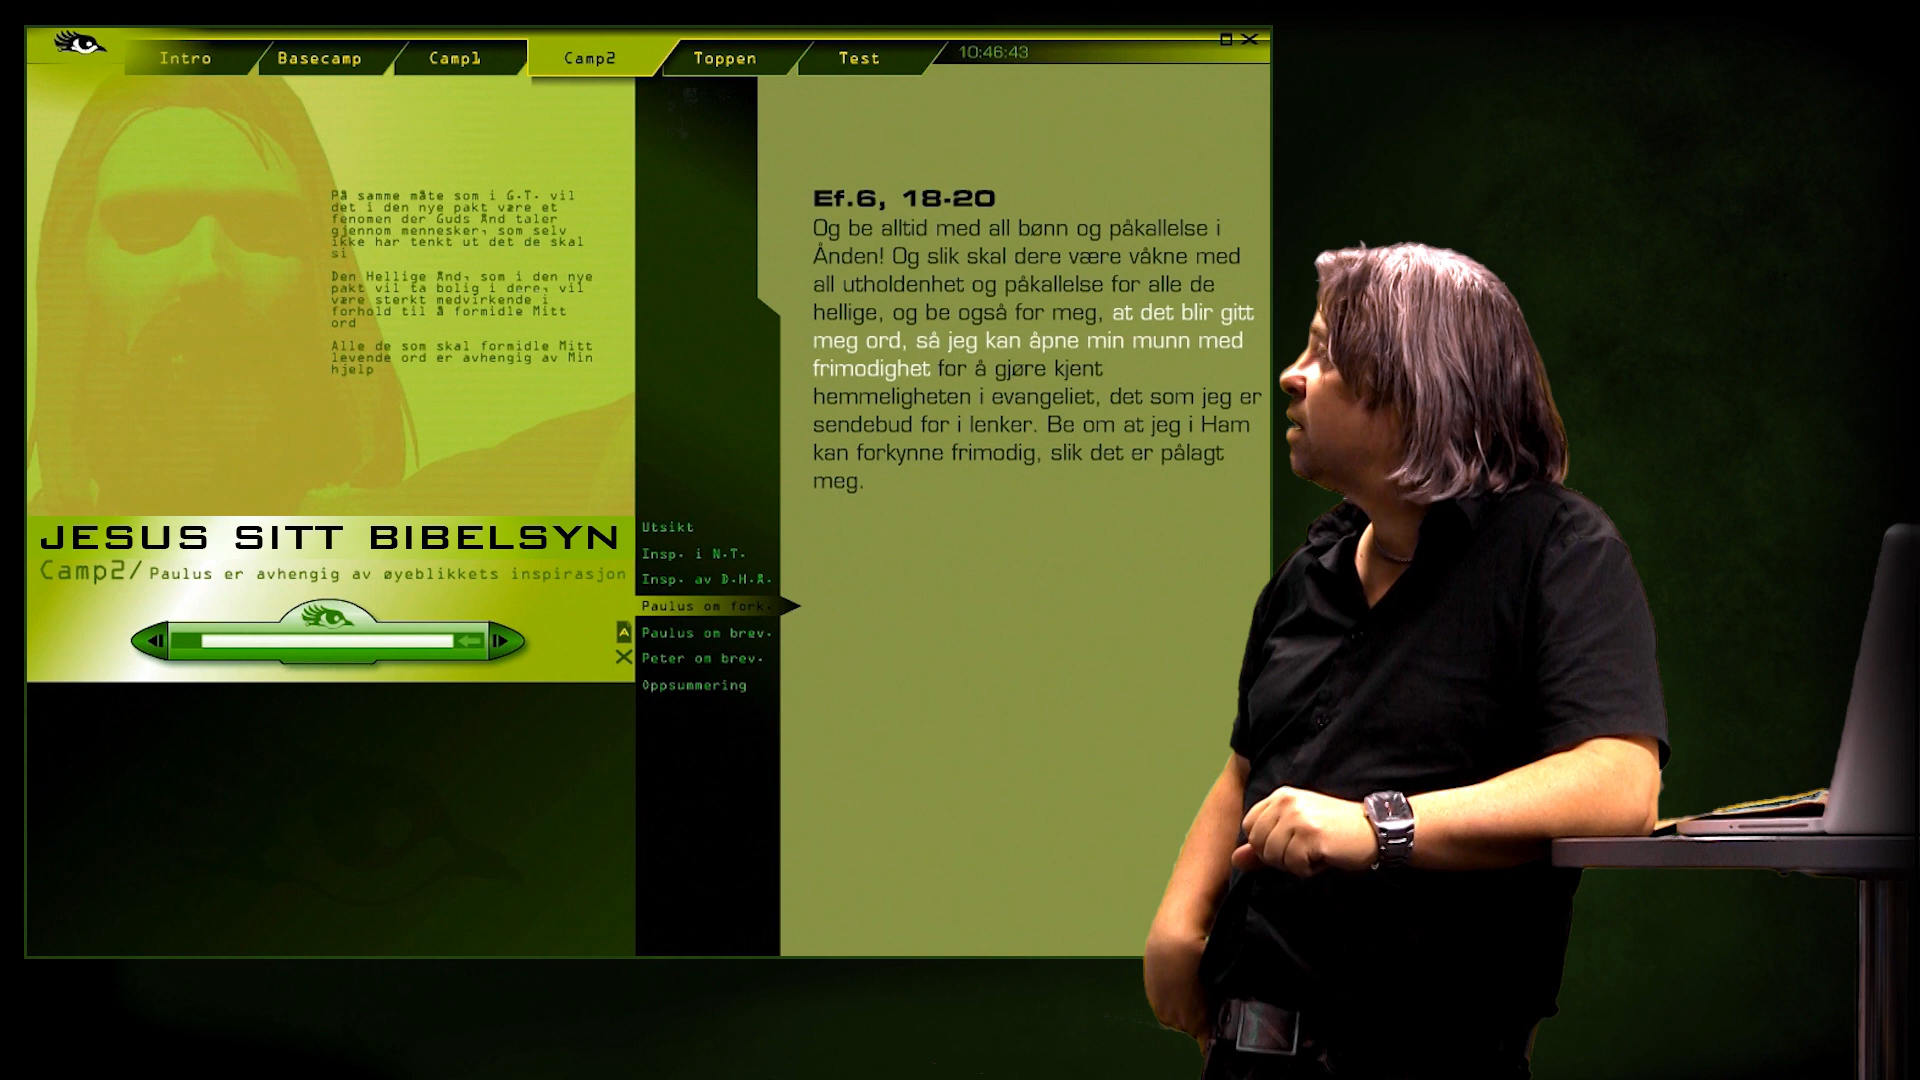 Intro
Basecamp
Camp1
Camp2
Toppen
Test
10:46:43
På samme måte som i G.T. vil
det i den nye pakt være et
fenomen der Guds Ånd taler
gjennom mennesker, som selv
ikke har tenkt ut det de skal
si
Den Hellige Ånd, som i den nye
pakt vil ta bolig i dere, vil
være sterkt medvirkende i
forhold til å formidle Mitt
ord
Alle de som skal formidle Mitt
levende ord er avhengig av Min
hjelp
JESUS SITT BIBELSYN
Camp2/Paulus er avhengig av øyeblikkets inspirasjon
A
Utsikt
Insp. i N.T.
Insp. av D.H.Å.
Paulus om fork.
Paulus om brev.
Peter om brev.
Oppsummering
Ef.6, 18-20
Og be alltid med all bønn og påkallelse i
Ånden! Og slik skal dere være våkne med
all utholdenhet og påkallelse for alle de
hellige, og be også for meg, at det blir gitt
meg ord, så jeg kan åpne min munn med
frimodighet for å gjøre kjent
hemmeligheten i evangeliet, det som jeg er
sendebud for i lenker. Be om at jeg i Ham
kan forkynne frimodig, slik det er pålagt
meg.